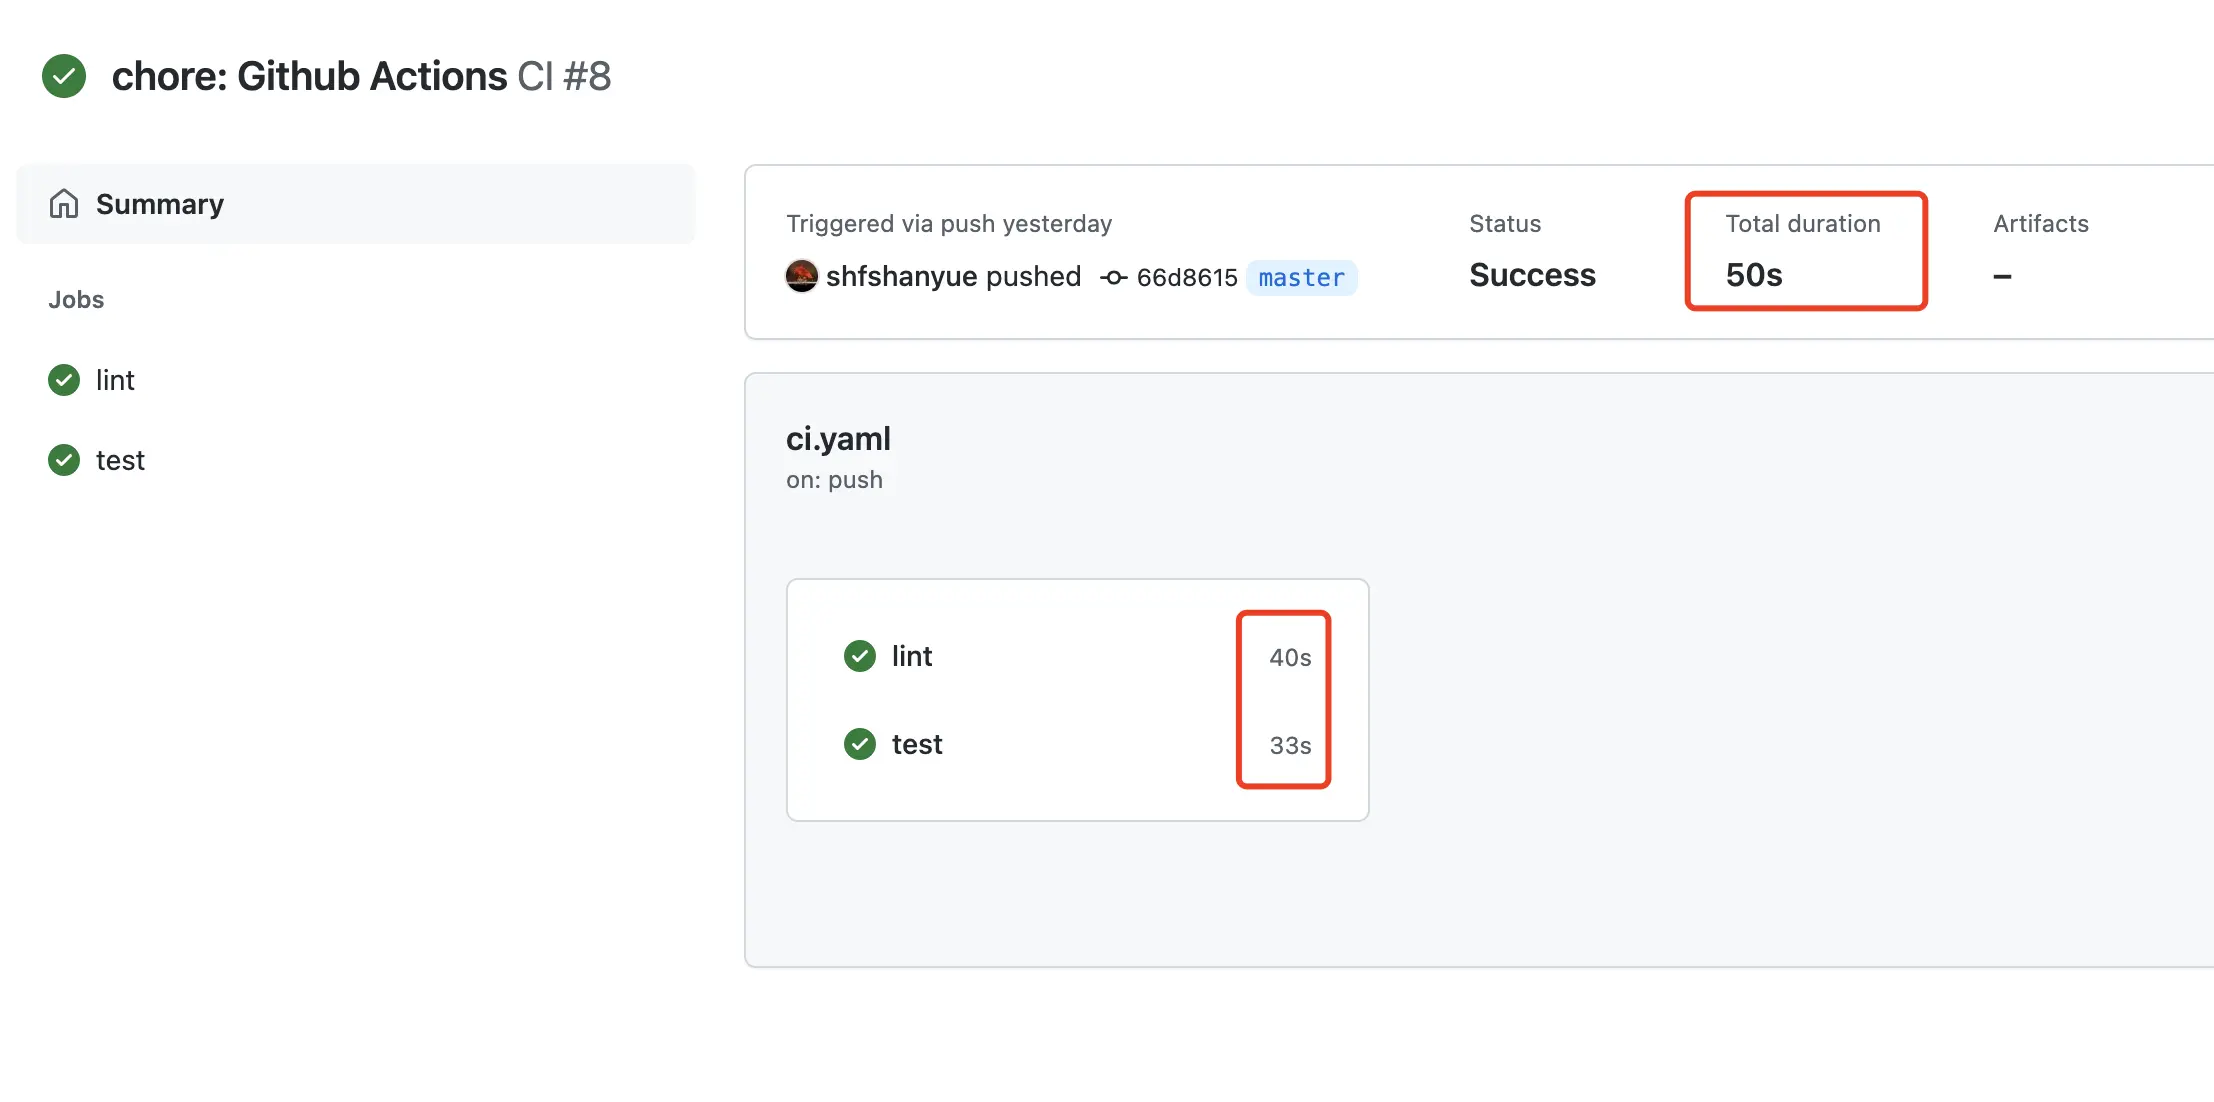 chore: Github Actions CI #8
Summary
Jobs
lint
test
Triggered via push yesterday
shfshanyue pushed 66d8615 master
Status
Success
Total duration
50s
Artifacts
–
ci.yaml
on: push
lint 40s
test 33s